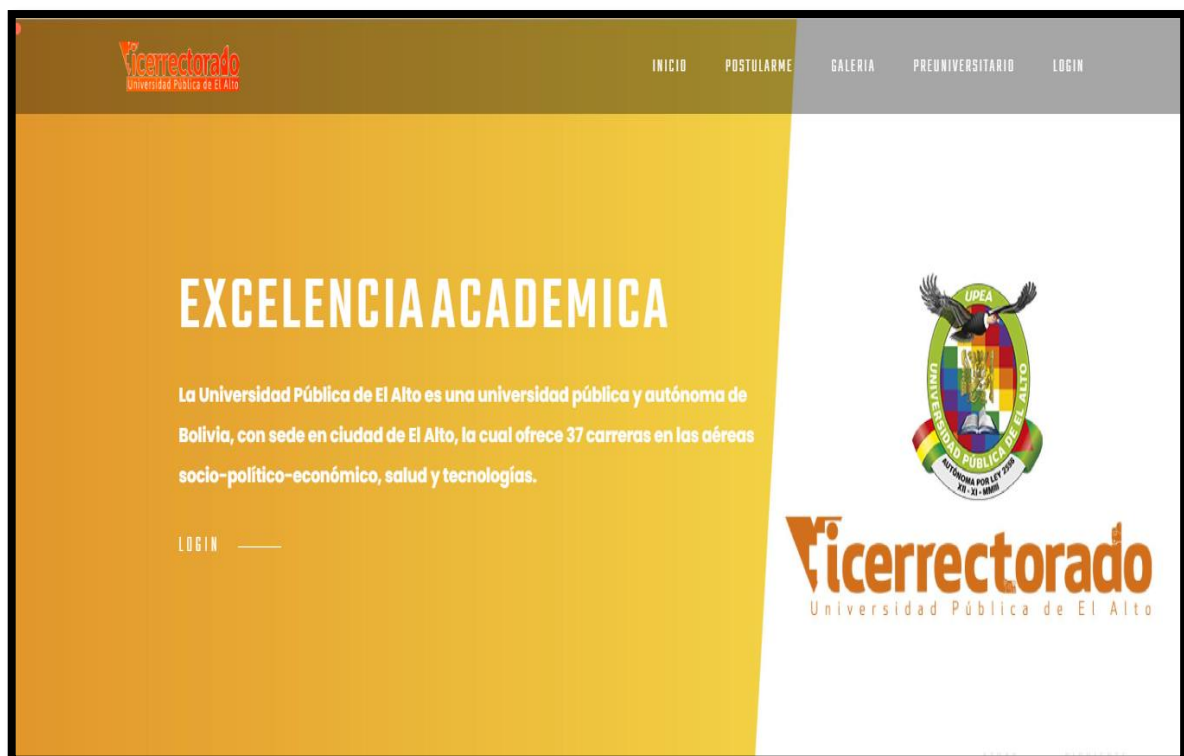 Vicerrectorado
Universidad Pública de El Alto
INICIO POSTULARME GALERIA PREUNIVERSITARIO LOGIN
EXCELENCIA ACADEMICA
La Universidad Pública de El Alto es una universidad pública y autónoma de
Bolivia, con sede en ciudad de El Alto, la cual ofrece 37 carreras en las aéreas
socio-político-económico, salud y tecnologías.
LOGIN
UPEA
UNIVERSIDAD PÚBLICA DE EL ALTO
AUTÓNOMA POR LEY 2556
XII - XI - MMIII
Vicerrectorado
Universidad Pública de El Alto